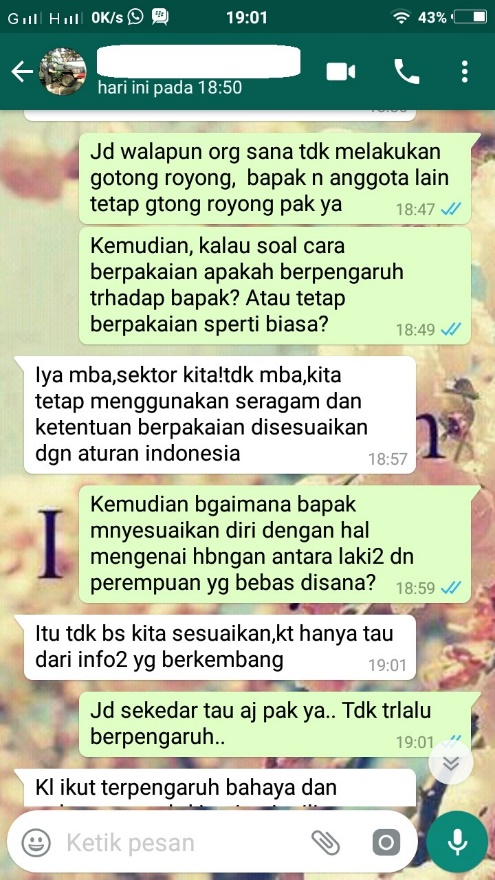 G H 0K/s 19:01 43%
hari ini pada 18:50
Jd walapun org sana tdk melakukan
gotong royong, bapak n anggota lain
tetap gtong royong pak ya 18:47
Kemudian, kalau soal cara
berpakaian apakah berpengaruh
trhadap bapak? Atau tetap
berpakaian sperti biasa? 18:49
Iya mba,sektor kita!tdk mba,kita
tetap menggunakan seragam dan
ketentuan berpakaian disesuaikan
dgn aturan indonesia 18:57
Kemudian bgaimana bapak
mnyesuaikan diri dengan hal
mengenai hbngan antara laki2 dn
perempuan yg bebas disana? 18:59
Itu tdk bs kita sesuaikan,kt hanya tau
dari info2 yg berkembang 19:01
Jd sekedar tau aj pak ya.. Tdk trlalu
berpengaruh.. 19:01
Kl ikut terpengaruh bahaya dan
Ketik pesan